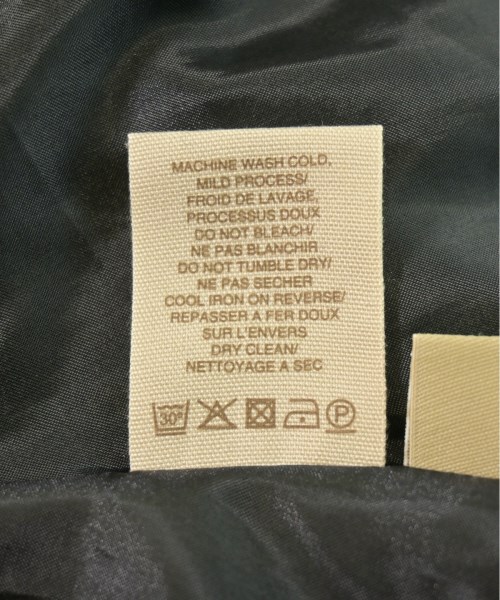 MACHINE WASH COLD,
MILD PROCESS/
FROID DE LAVAGE,
PROCESSUS DOUX
DO NOT BLEACH/
NE PAS BLANCHIR
DO NOT TUMBLE DRY/
NE PAS SECHER
COOL IRON ON REVERSE/
REPASSER A FER DOUX
SUR L'ENVERS
DRY CLEAN/
NETTOYAGE A SEC
30° P